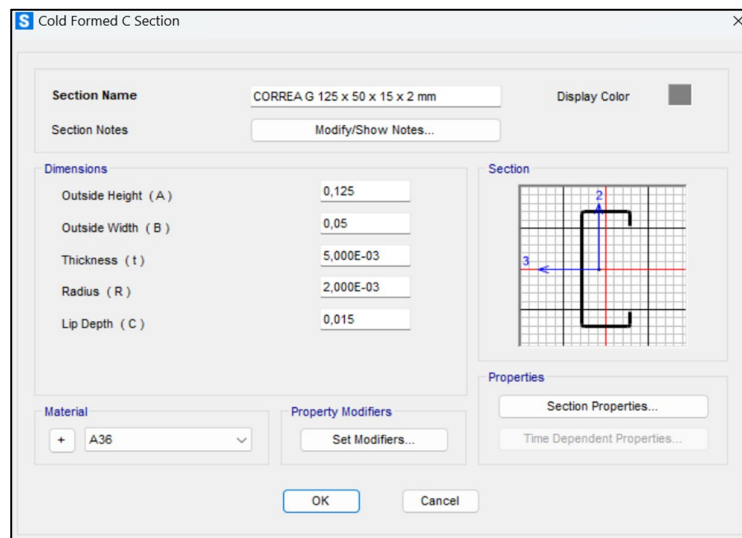 S Cold Formed C Section ×
Section Name CORREA G 125 x 50 x 15 x 2 mm Display Color
Section Notes Modify/Show Notes...
Dimensions
Outside Height ( A ) 0,125
Outside Width ( B ) 0,05
Thickness ( t ) 5,000E-03
Radius ( R ) 2,000E-03
Lip Depth ( C ) 0,015
Section
2
3
Properties
Section Properties...
Time Dependent Properties...
Material
+ A36
Property Modifiers
Set Modifiers...
OK Cancel